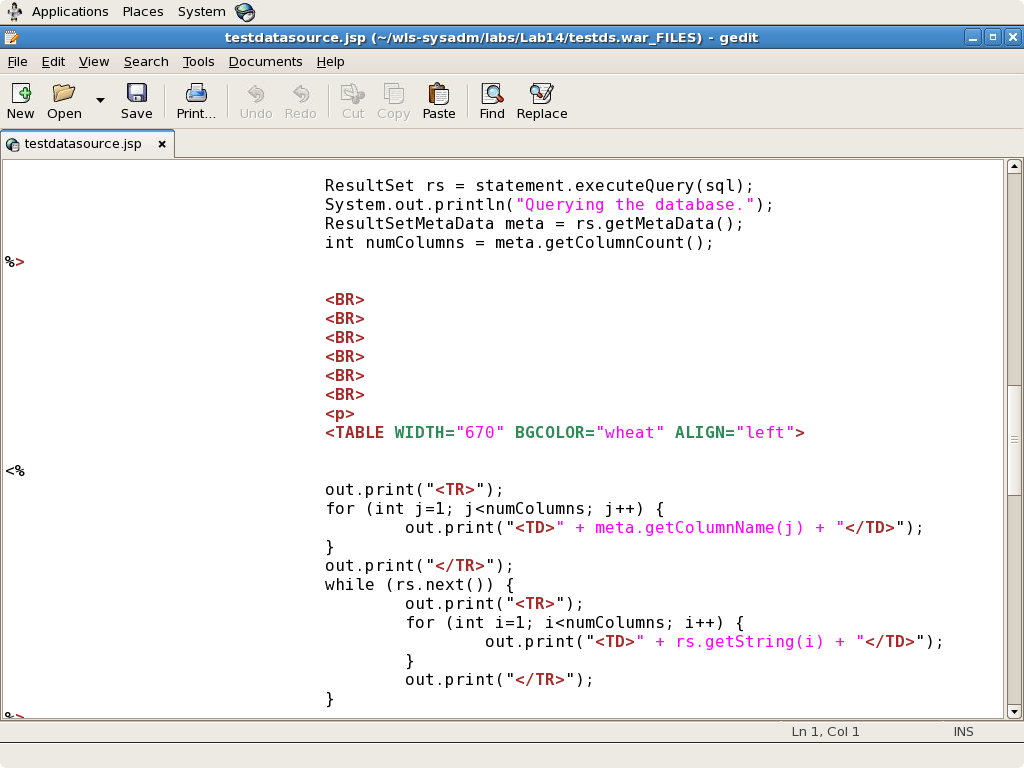 Applications Places System
testdatasource.jsp (~/wls-sysadm/labs/Lab14/testds.war_FILES) - gedit
File Edit View Search Tools Documents Help
New Open Save Print... Undo Redo Cut Copy Paste Find Replace
testdatasource.jsp
ResultSet rs = statement.executeQuery(sql);
System.out.println("Querying the database.");
ResultSetMetaData meta = rs.getMetaData();
int numColumns = meta.getColumnCount();
%>
<BR>
<BR>
<BR>
<BR>
<BR>
<BR>
<p>
<TABLE WIDTH="670" BGCOLOR="wheat" ALIGN="left">
<%
out.print("<TR>");
for (int j=1; j<numColumns; j++) {
out.print("<TD>" + meta.getColumnName(j) + "</TD>");
}
out.print("</TR>");
while (rs.next()) {
out.print("<TR>");
for (int i=1; i<numColumns; i++) {
out.print("<TD>" + rs.getString(i) + "</TD>");
}
out.print("</TR>");
}
%>
Ln 1, Col 1 INS